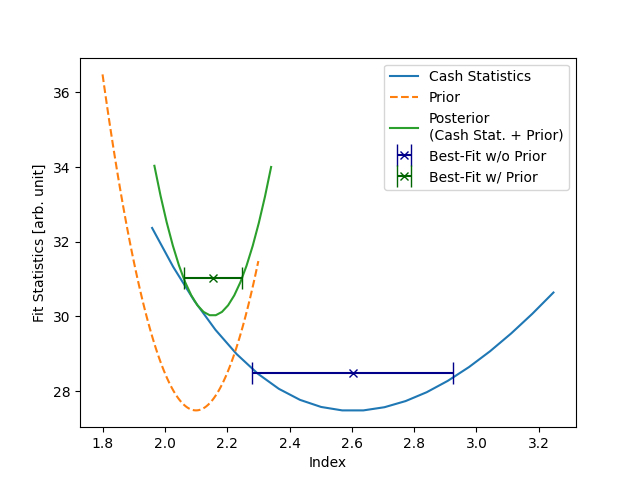 Cash Statistics
Prior
Posterior
(Cash Stat. + Prior)
Best-Fit w/o Prior
Best-Fit w/ Prior
Fit Statistics [arb. unit]
36
34
32
30
28
1.8 2.0 2.2 2.4 2.6 2.8 3.0 3.2
Index